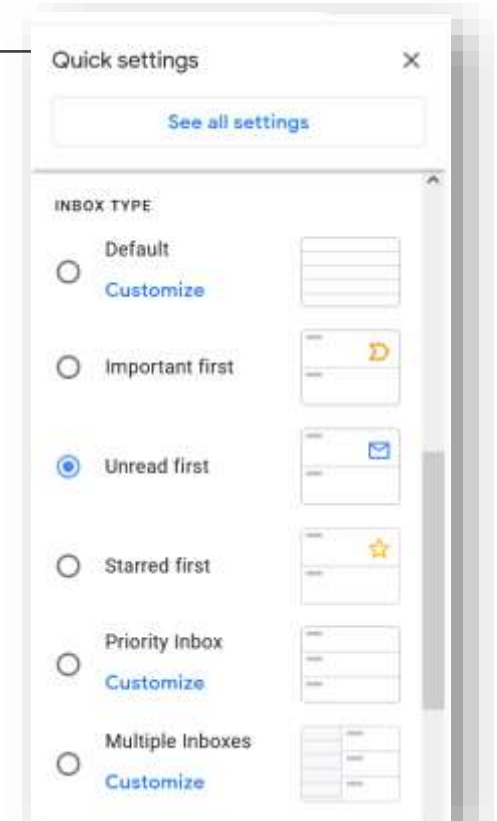 Quick settings
See all settings
INBOX TYPE
Default
Customize
Important first
Unread first
Starred first
Priority Inbox
Customize
Multiple Inboxes
Customize